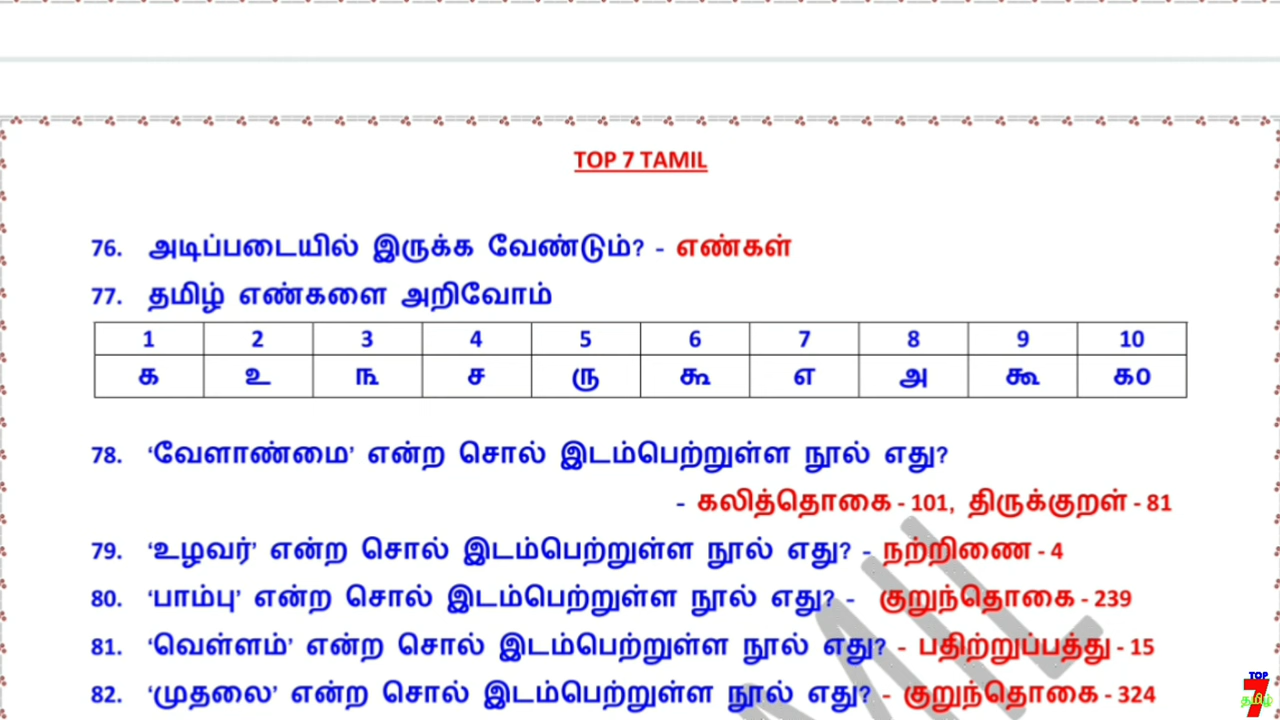 TOP 7 TAMIL
76. அடிப்படையில் இருக்க வேண்டும்? - எண்கள்
77. தமிழ் எண்களை அறிவோம்
1 2 3 4 5 6 7 8 9 10
க உ ந ச ரு கூ எ அ கூ க0
78. ‘வேளாண்மை’ என்ற சொல் இடம்பெற்றுள்ள நூல் எது?
- கலித்தொகை - 101, திருக்குறள் - 81
79. ‘உழவர்’ என்ற சொல் இடம்பெற்றுள்ள நூல் எது? - நற்றிணை - 4
80. ‘பாம்பு’ என்ற சொல் இடம்பெற்றுள்ள நூல் எது? - குறுந்தொகை - 239
81. ‘வெள்ளம்’ என்ற சொல் இடம்பெற்றுள்ள நூல் எது? - பதிற்றுப்பத்து - 15
82. ‘முதலை’ என்ற சொல் இடம்பெற்றுள்ள நூல் எது? - குறுந்தொகை - 324
TOP
7
தமிழ்